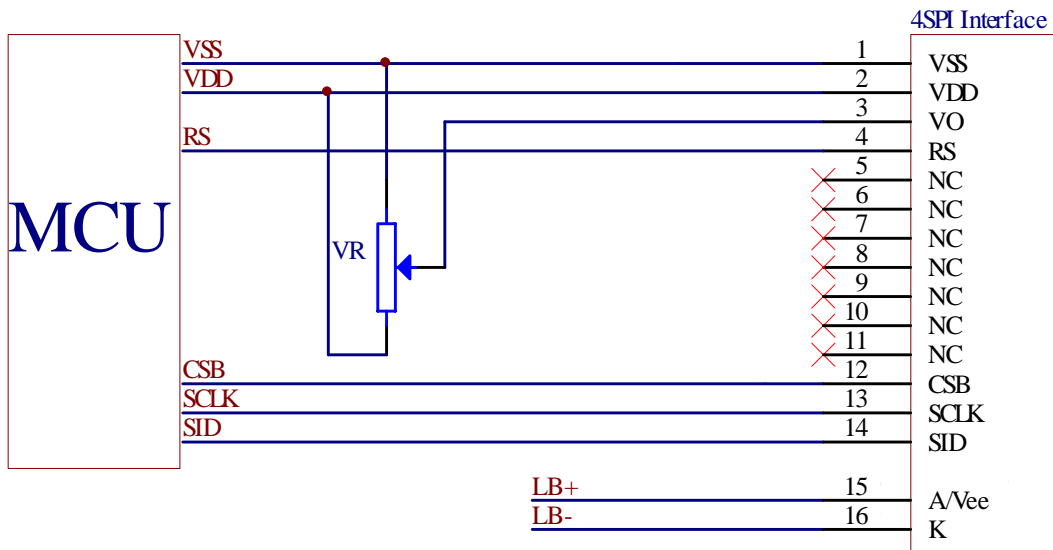 4SPI Interface
VSS 1 VSS
VDD 2 VDD
3 VO
RS 4 RS
5 NC
6 NC
7 NC
MCU VR 8 NC
9 NC
10 NC
11 NC
CSB 12 CSB
SCLK 13 SCLK
SID 14 SID
LB+ 15 A/Vee
LB- 16 K